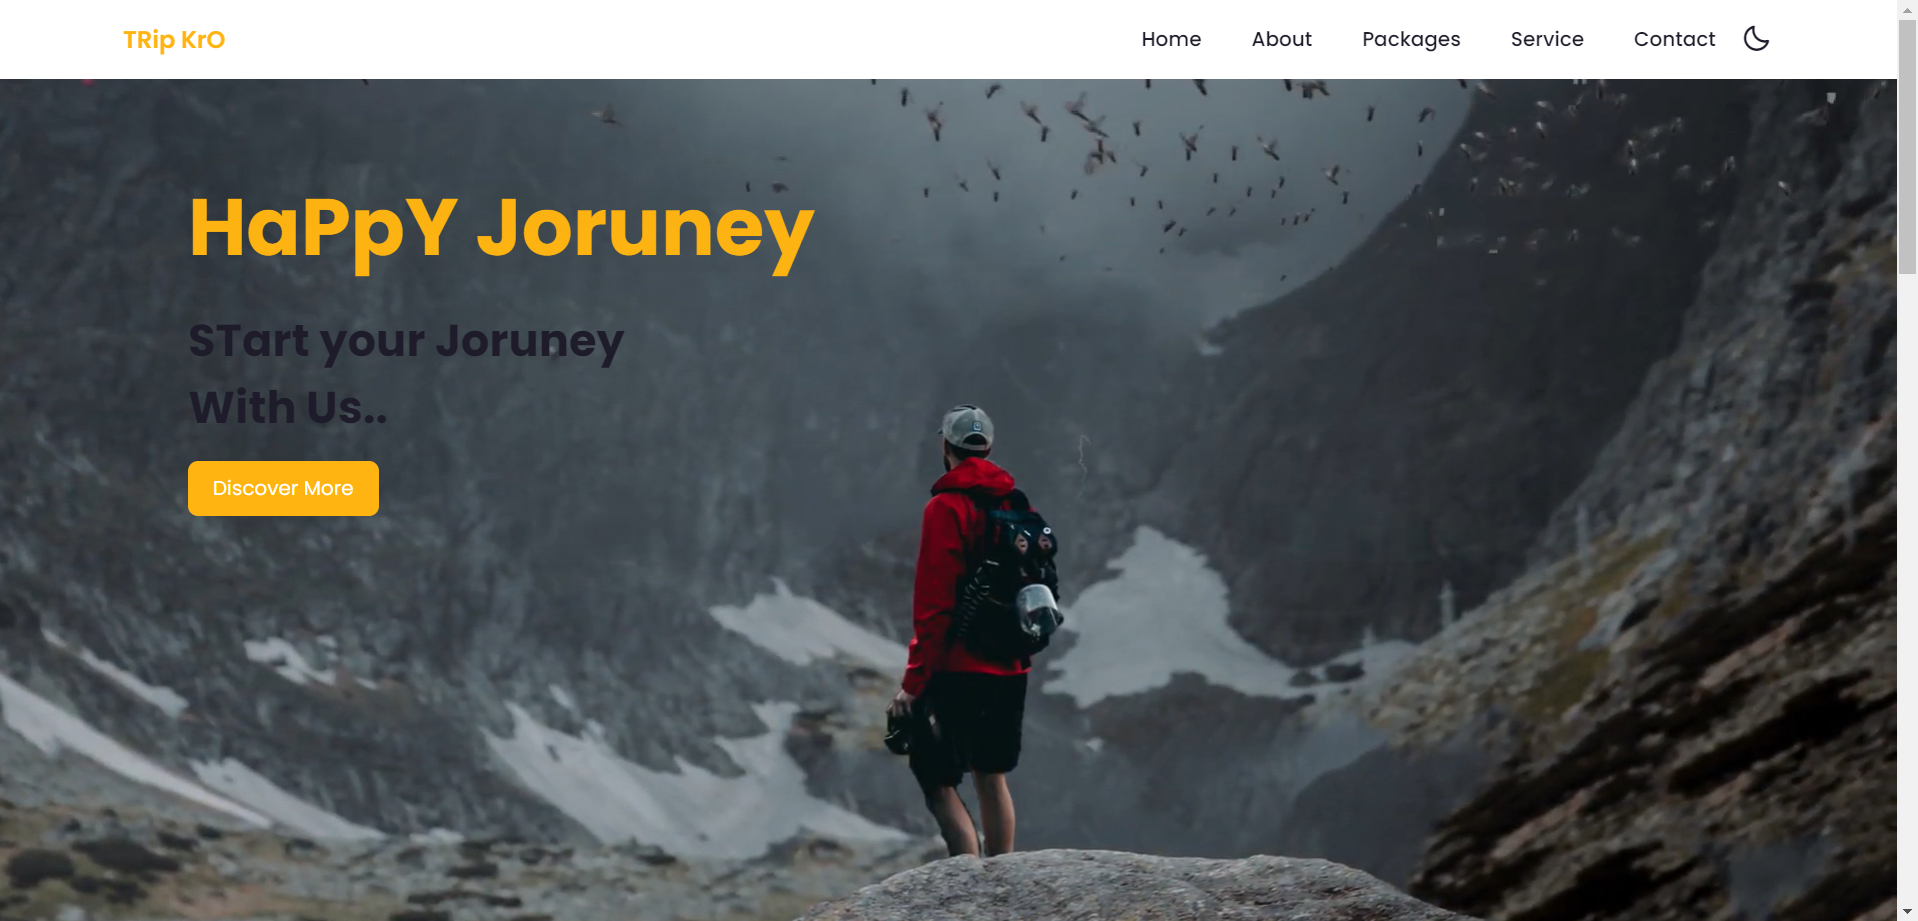 TRip KrO
Home About Packages Service Contact
HaPpY Joruney
STart your Joruney
With Us..
Discover More